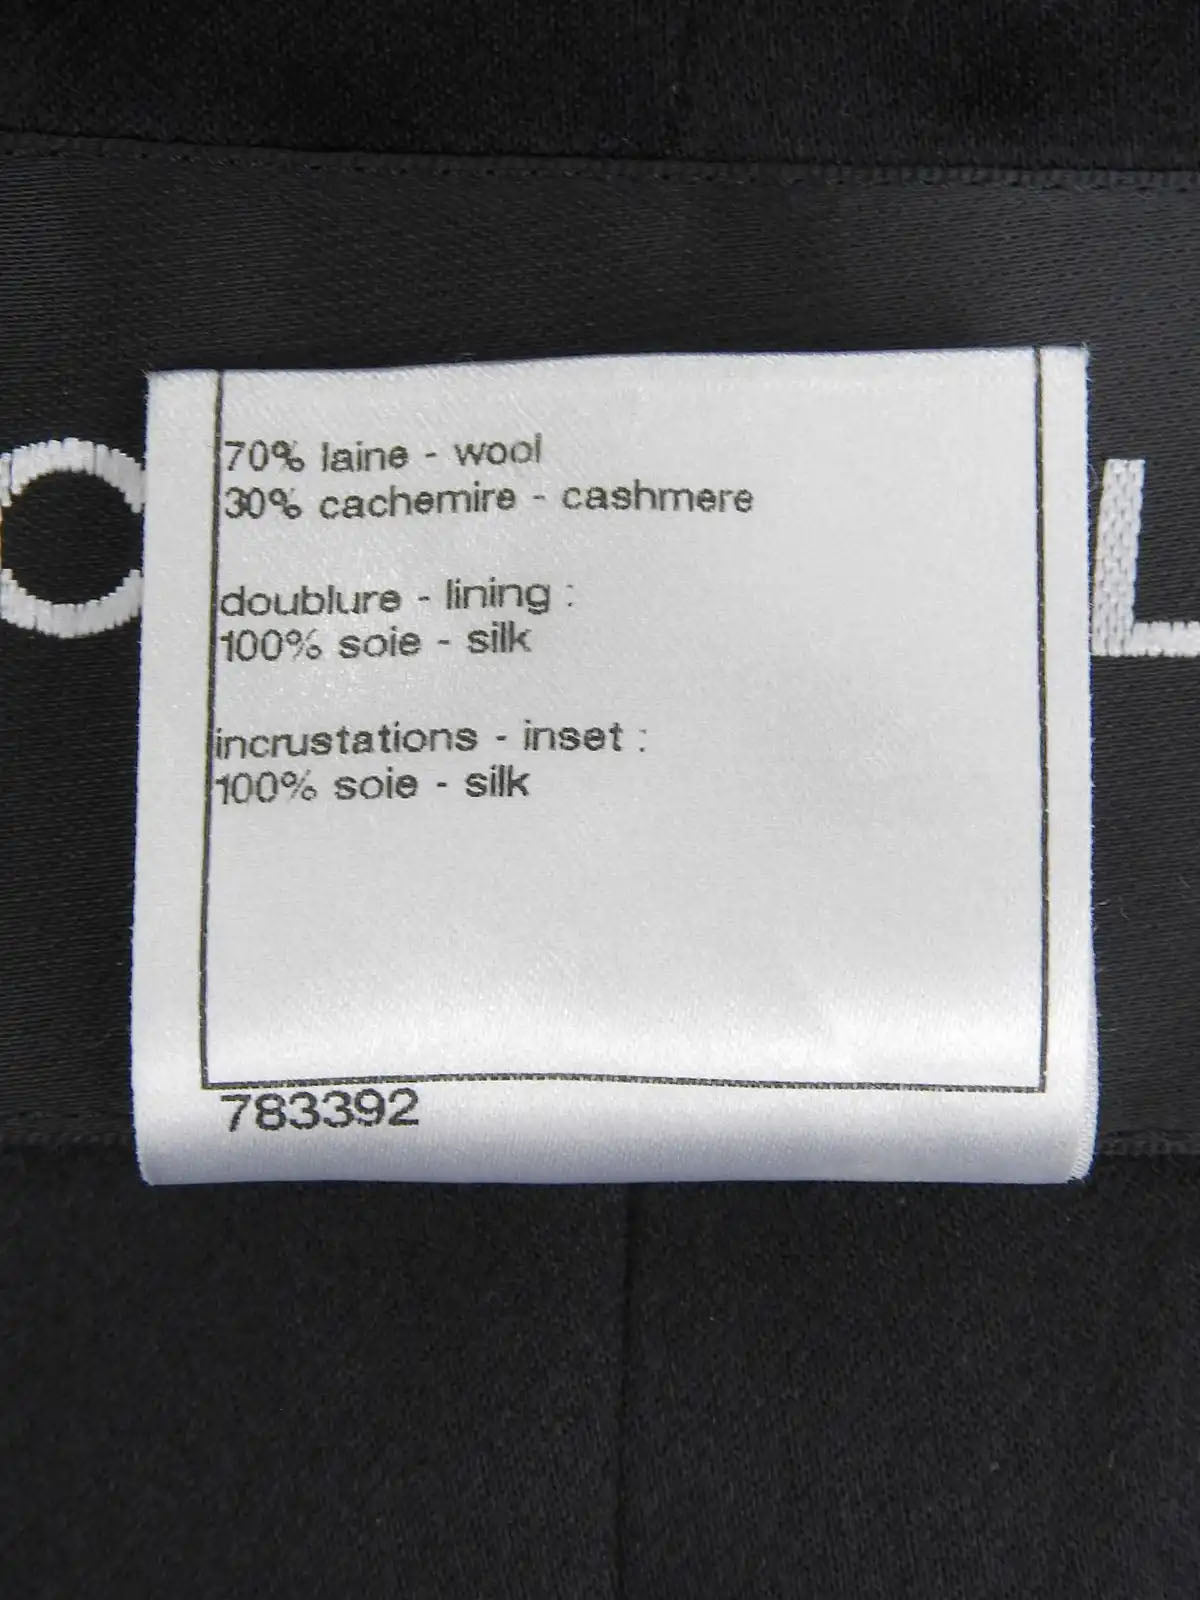 70% laine - wool
30% cachemire - cashmere
doublure - lining :
100% soie - silk
incrustations - inset :
100% soie - silk
783392
O
L